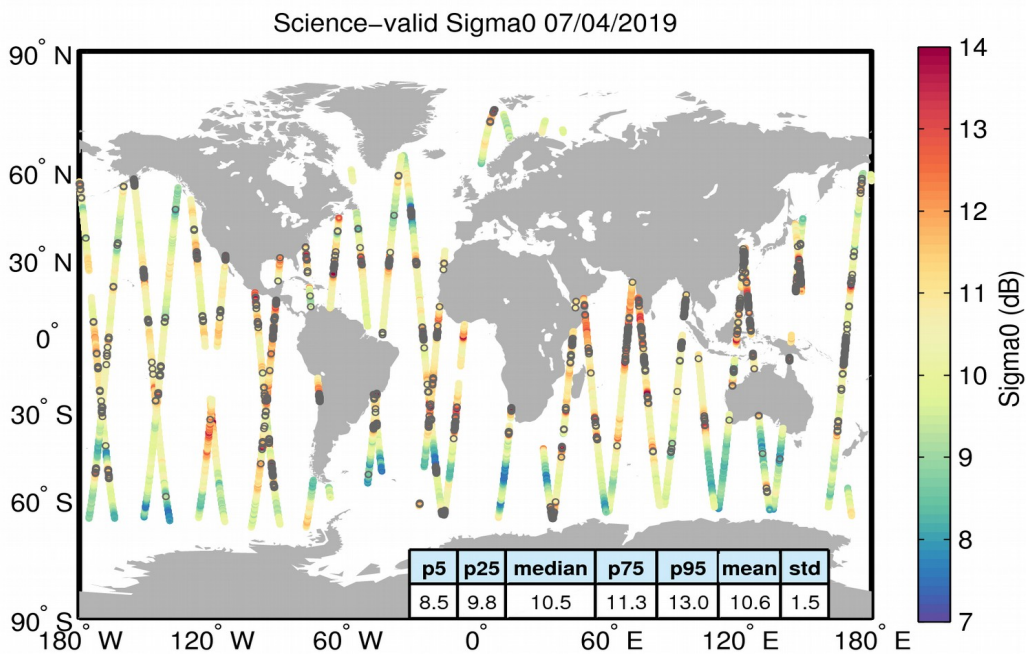 Science–valid Sigma0 07/04/2019
90° N
60° N
30° N
0°
30° S
60° S
90° S
180° W
120° W
60° W
0°
60° E
120° E
180° E
p5 p25 median p75 p95 mean std
8.5 9.8 10.5 11.3 13.0 10.6 1.5
14
13
12
11
10
9
8
7
Sigma0 (dB)